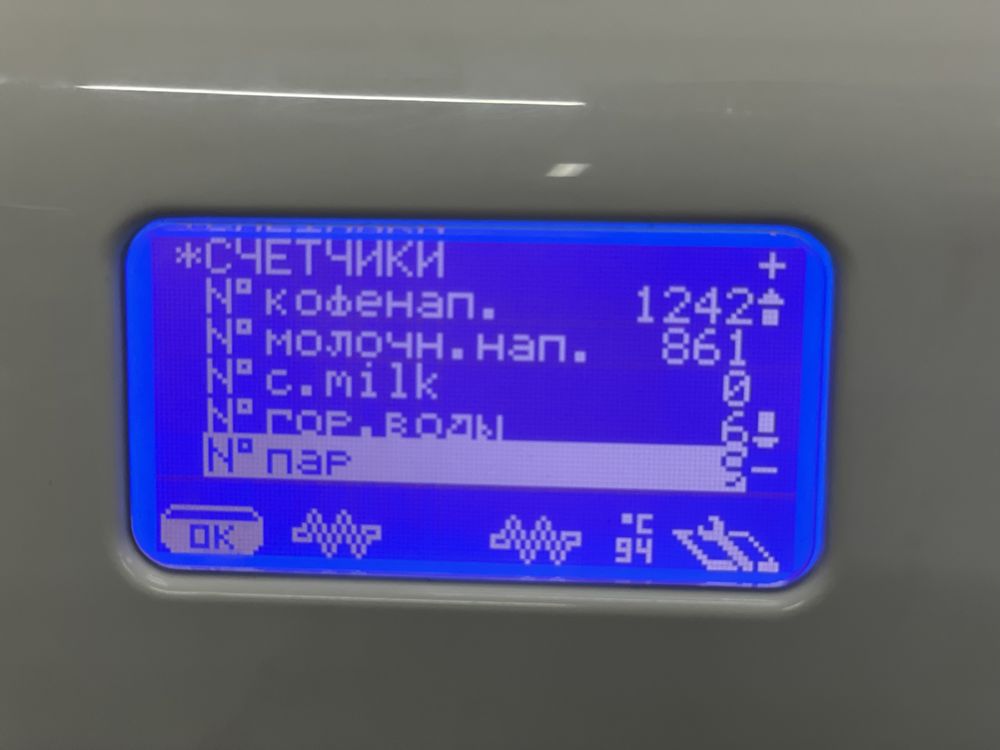 *СЧЕТЧИКИ +
N° кофенап. 1242
N° молочн.нап. 861
N° c.milk 0
N° гор.воды 6
N° пар
OK °C
94